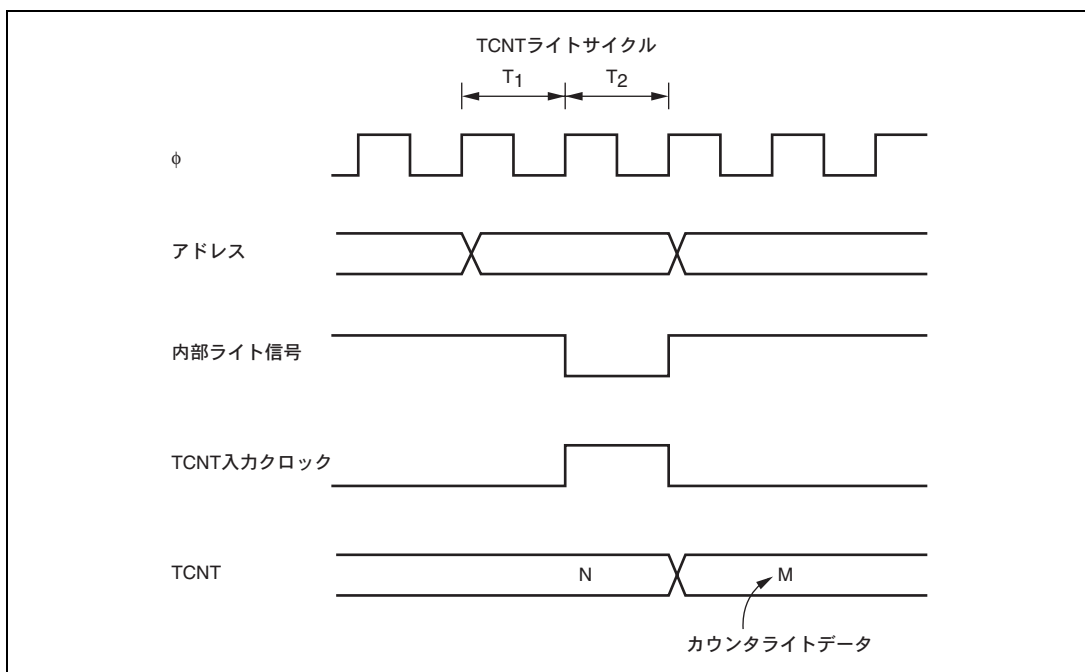 TCNTライトサイクル
T1 T2
φ
アドレス
内部ライト信号
TCNT入力クロック
TCNT N M
カウンタライトデータ